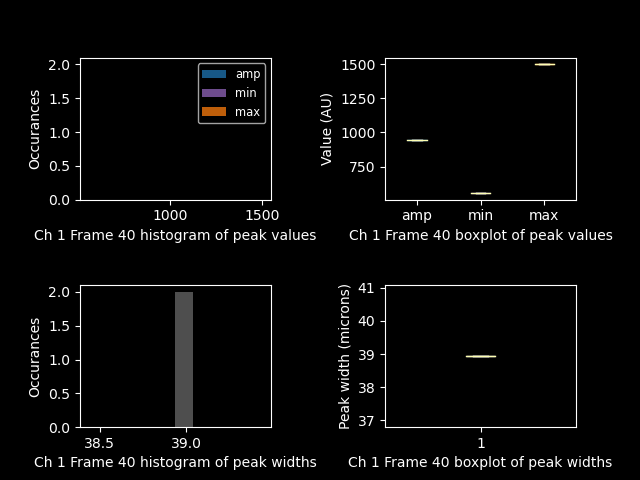 2.0
1.5
1.0
0.5
0.0
Occurances
amp
min
max
1000
1500
Ch 1 Frame 40 histogram of peak values
1500
1250
1000
750
Value (AU)
amp
min
max
Ch 1 Frame 40 boxplot of peak values
2.0
1.5
1.0
0.5
0.0
Occurances
38.5
39.0
Ch 1 Frame 40 histogram of peak widths
41
40
39
38
37
Peak width (microns)
1
Ch 1 Frame 40 boxplot of peak widths